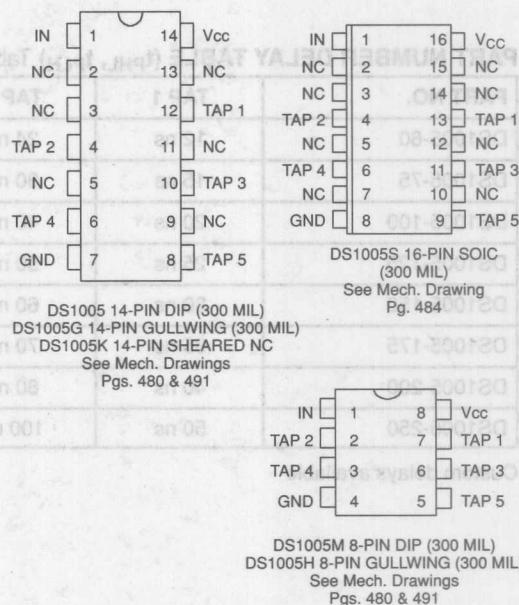 IN 1 14 Vcc
NC 2 13 NC
NC 3 12 TAP 1
TAP 2 4 11 NC
NC 5 10 TAP 3
TAP 4 6 9 NC
GND 7 8 TAP 5
DS1005 14-PIN DIP (300 MIL)
DS1005G 14-PIN GULLWING (300 MIL)
DS1005K 14-PIN SHEARED NC
See Mech. Drawings
Pgs. 480 & 491
IN 1 16 VCC
NC 2 15 NC
NC 3 14 NC
TAP 2 4 13 TAP 1
NC 5 12 NC
TAP 4 6 11 TAP 3
NC 7 10 NC
GND 8 9 TAP 5
DS1005S 16-PIN SOIC
(300 MIL)
See Mech. Drawing
Pg. 484
IN 1 8 Vcc
TAP 2 2 7 TAP 1
TAP 4 3 6 TAP 3
GND 4 5 TAP 5
DS1005M 8-PIN DIP (300 MIL)
DS1005H 8-PIN GULLWING (300 MIL
See Mech. Drawings
Pgs. 480 & 491